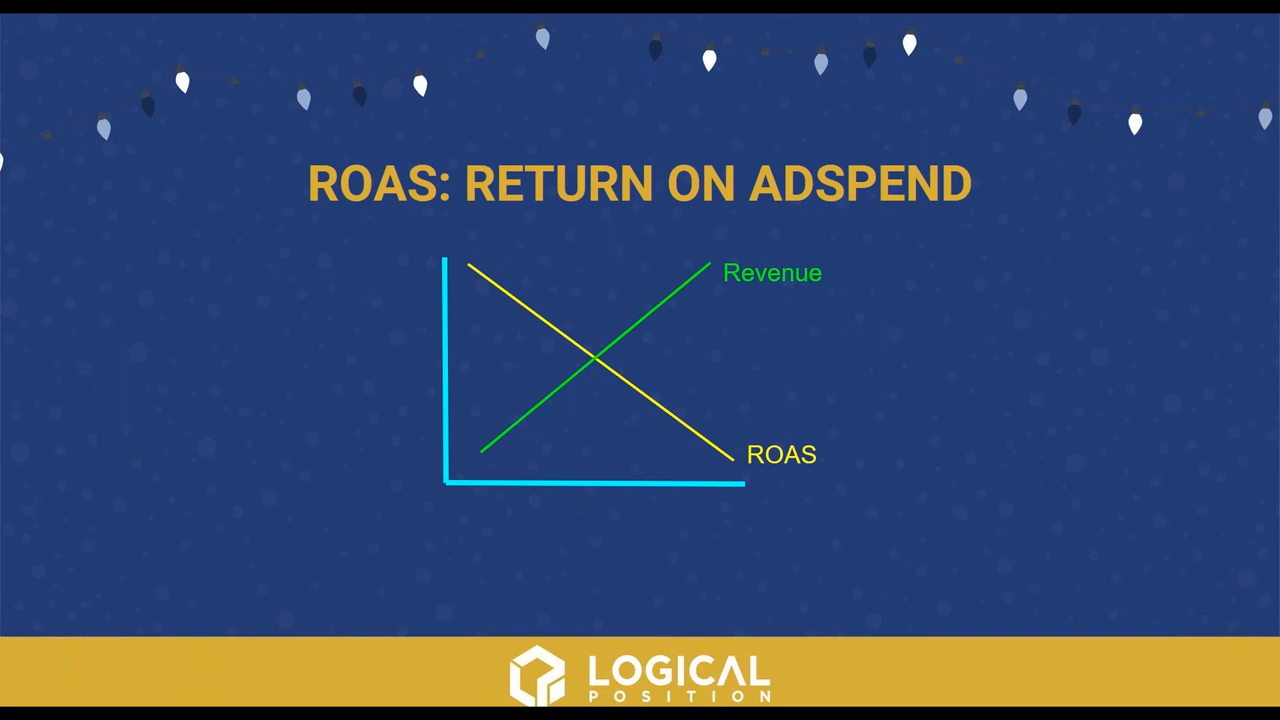 ROAS: RETURN ON ADSPEND
Revenue
ROAS
LOGICAL
POSITION